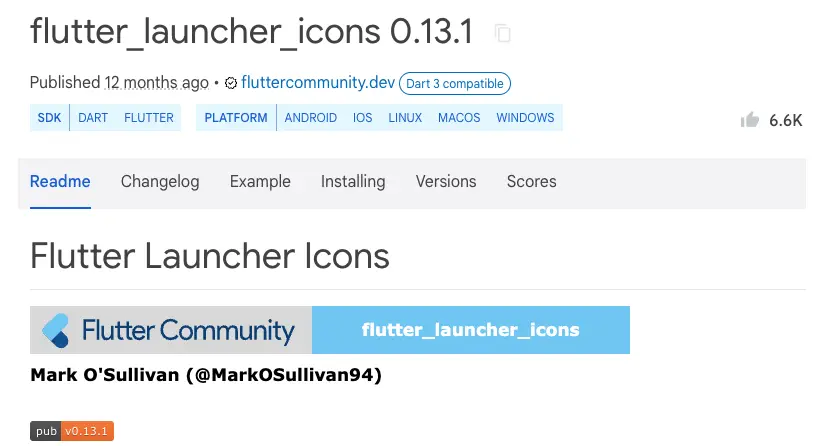 flutter_launcher_icons 0.13.1
Published 12 months ago • fluttercommunity.dev Dart 3 compatible
SDK DART FLUTTER PLATFORM ANDROID IOS LINUX MACOS WINDOWS 6.6K
Readme Changelog Example Installing Versions Scores
Flutter Launcher Icons
Flutter Community flutter_launcher_icons
Mark O'Sullivan (@MarkOSullivan94)
pub v0.13.1